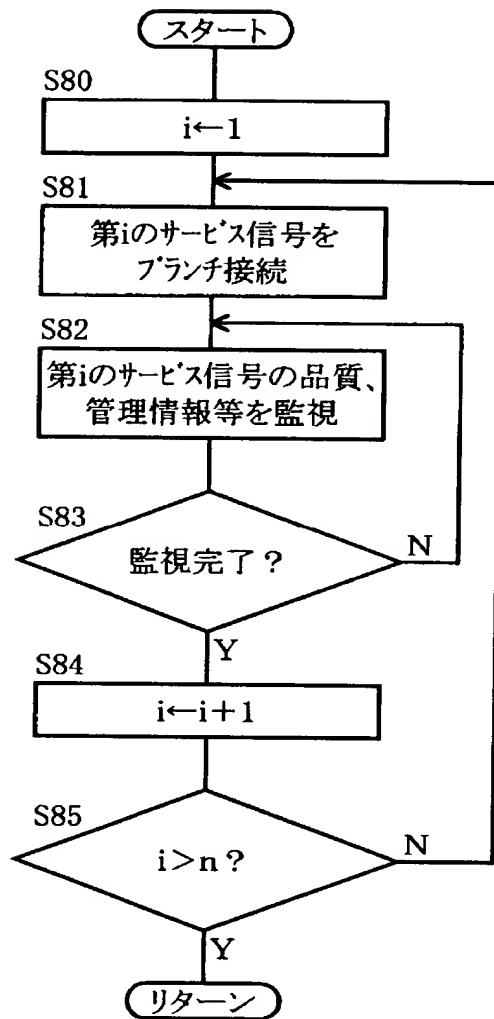 スタート
S80
i←1
S81
第iのサービス信号を
ブランチ接続
S82
第iのサービス信号の品質、
管理情報等を監視
S83
監視完了?
N
Y
S84
i←i+1
S85
i>n?
N
Y
リターン